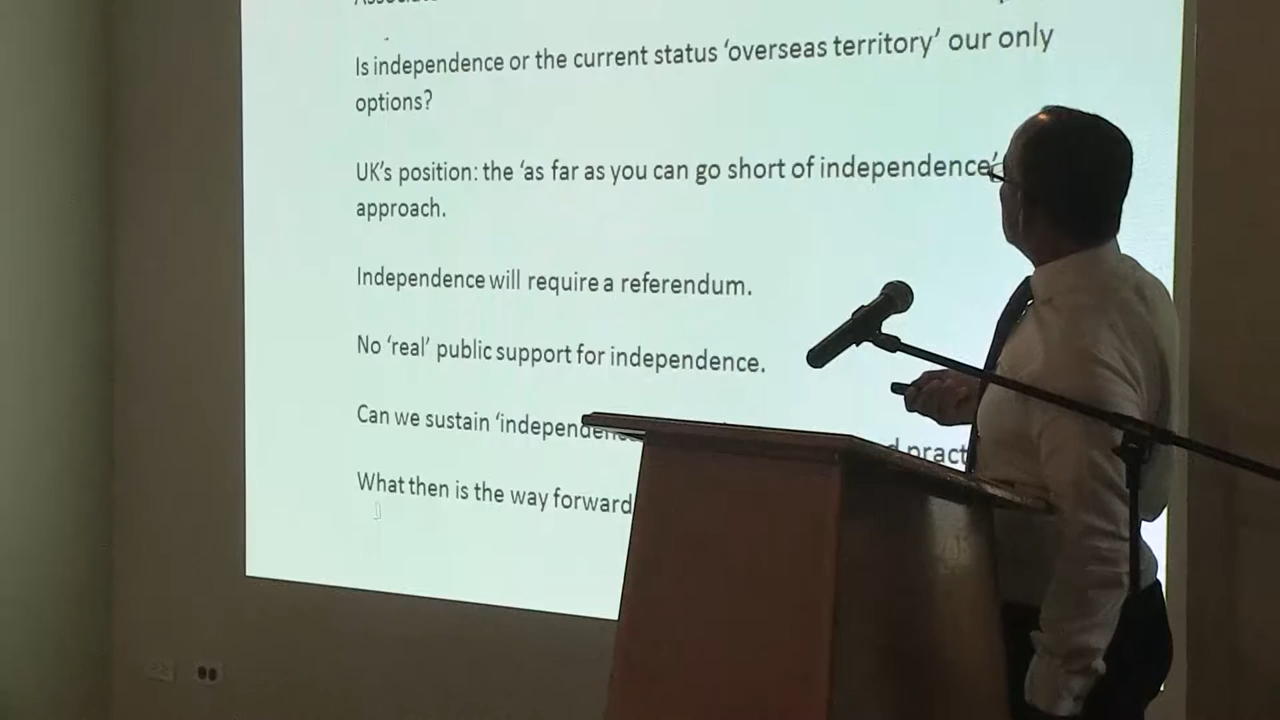 Is independence or the current status ‘overseas territory’ our only
options?
UK’s position: the ‘as far as you can go short of independence’
approach.
Independence will require a referendum.
No ‘real’ public support for independence.
Can we sustain
What then is the way forward